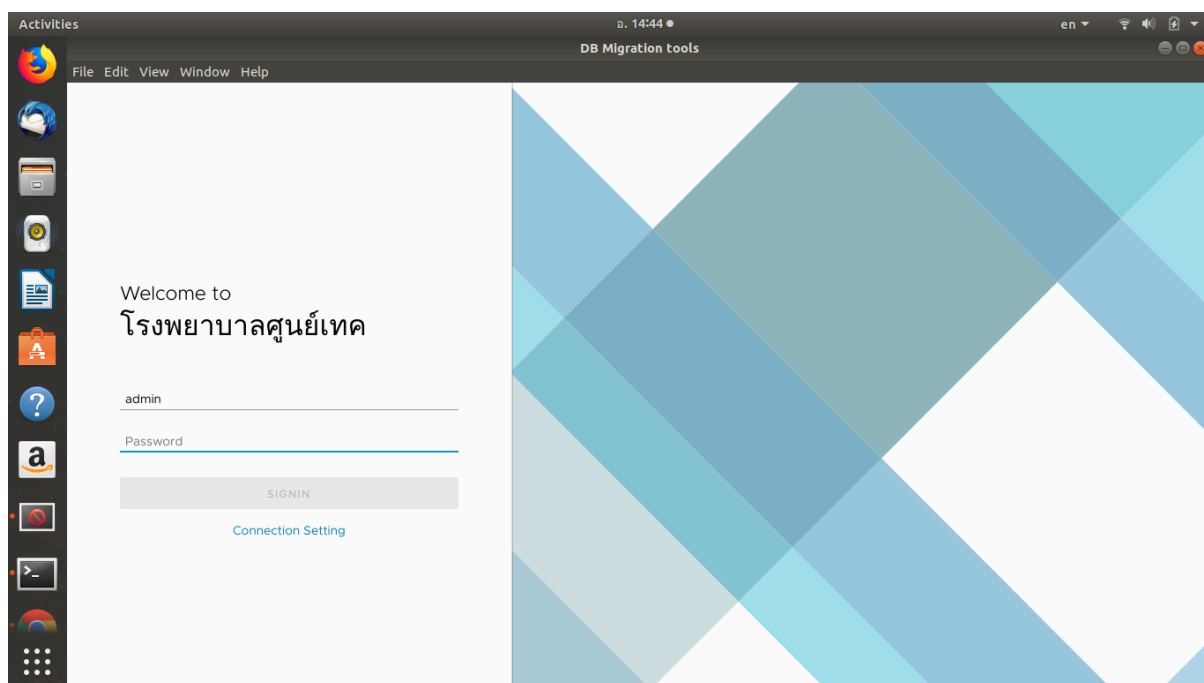 Activities
อ. 14:44
en
DB Migration tools
File Edit View Window Help
Welcome to
โรงพยาบาลศูนย์เทค
admin
Password
SIGNIN
Connection Setting